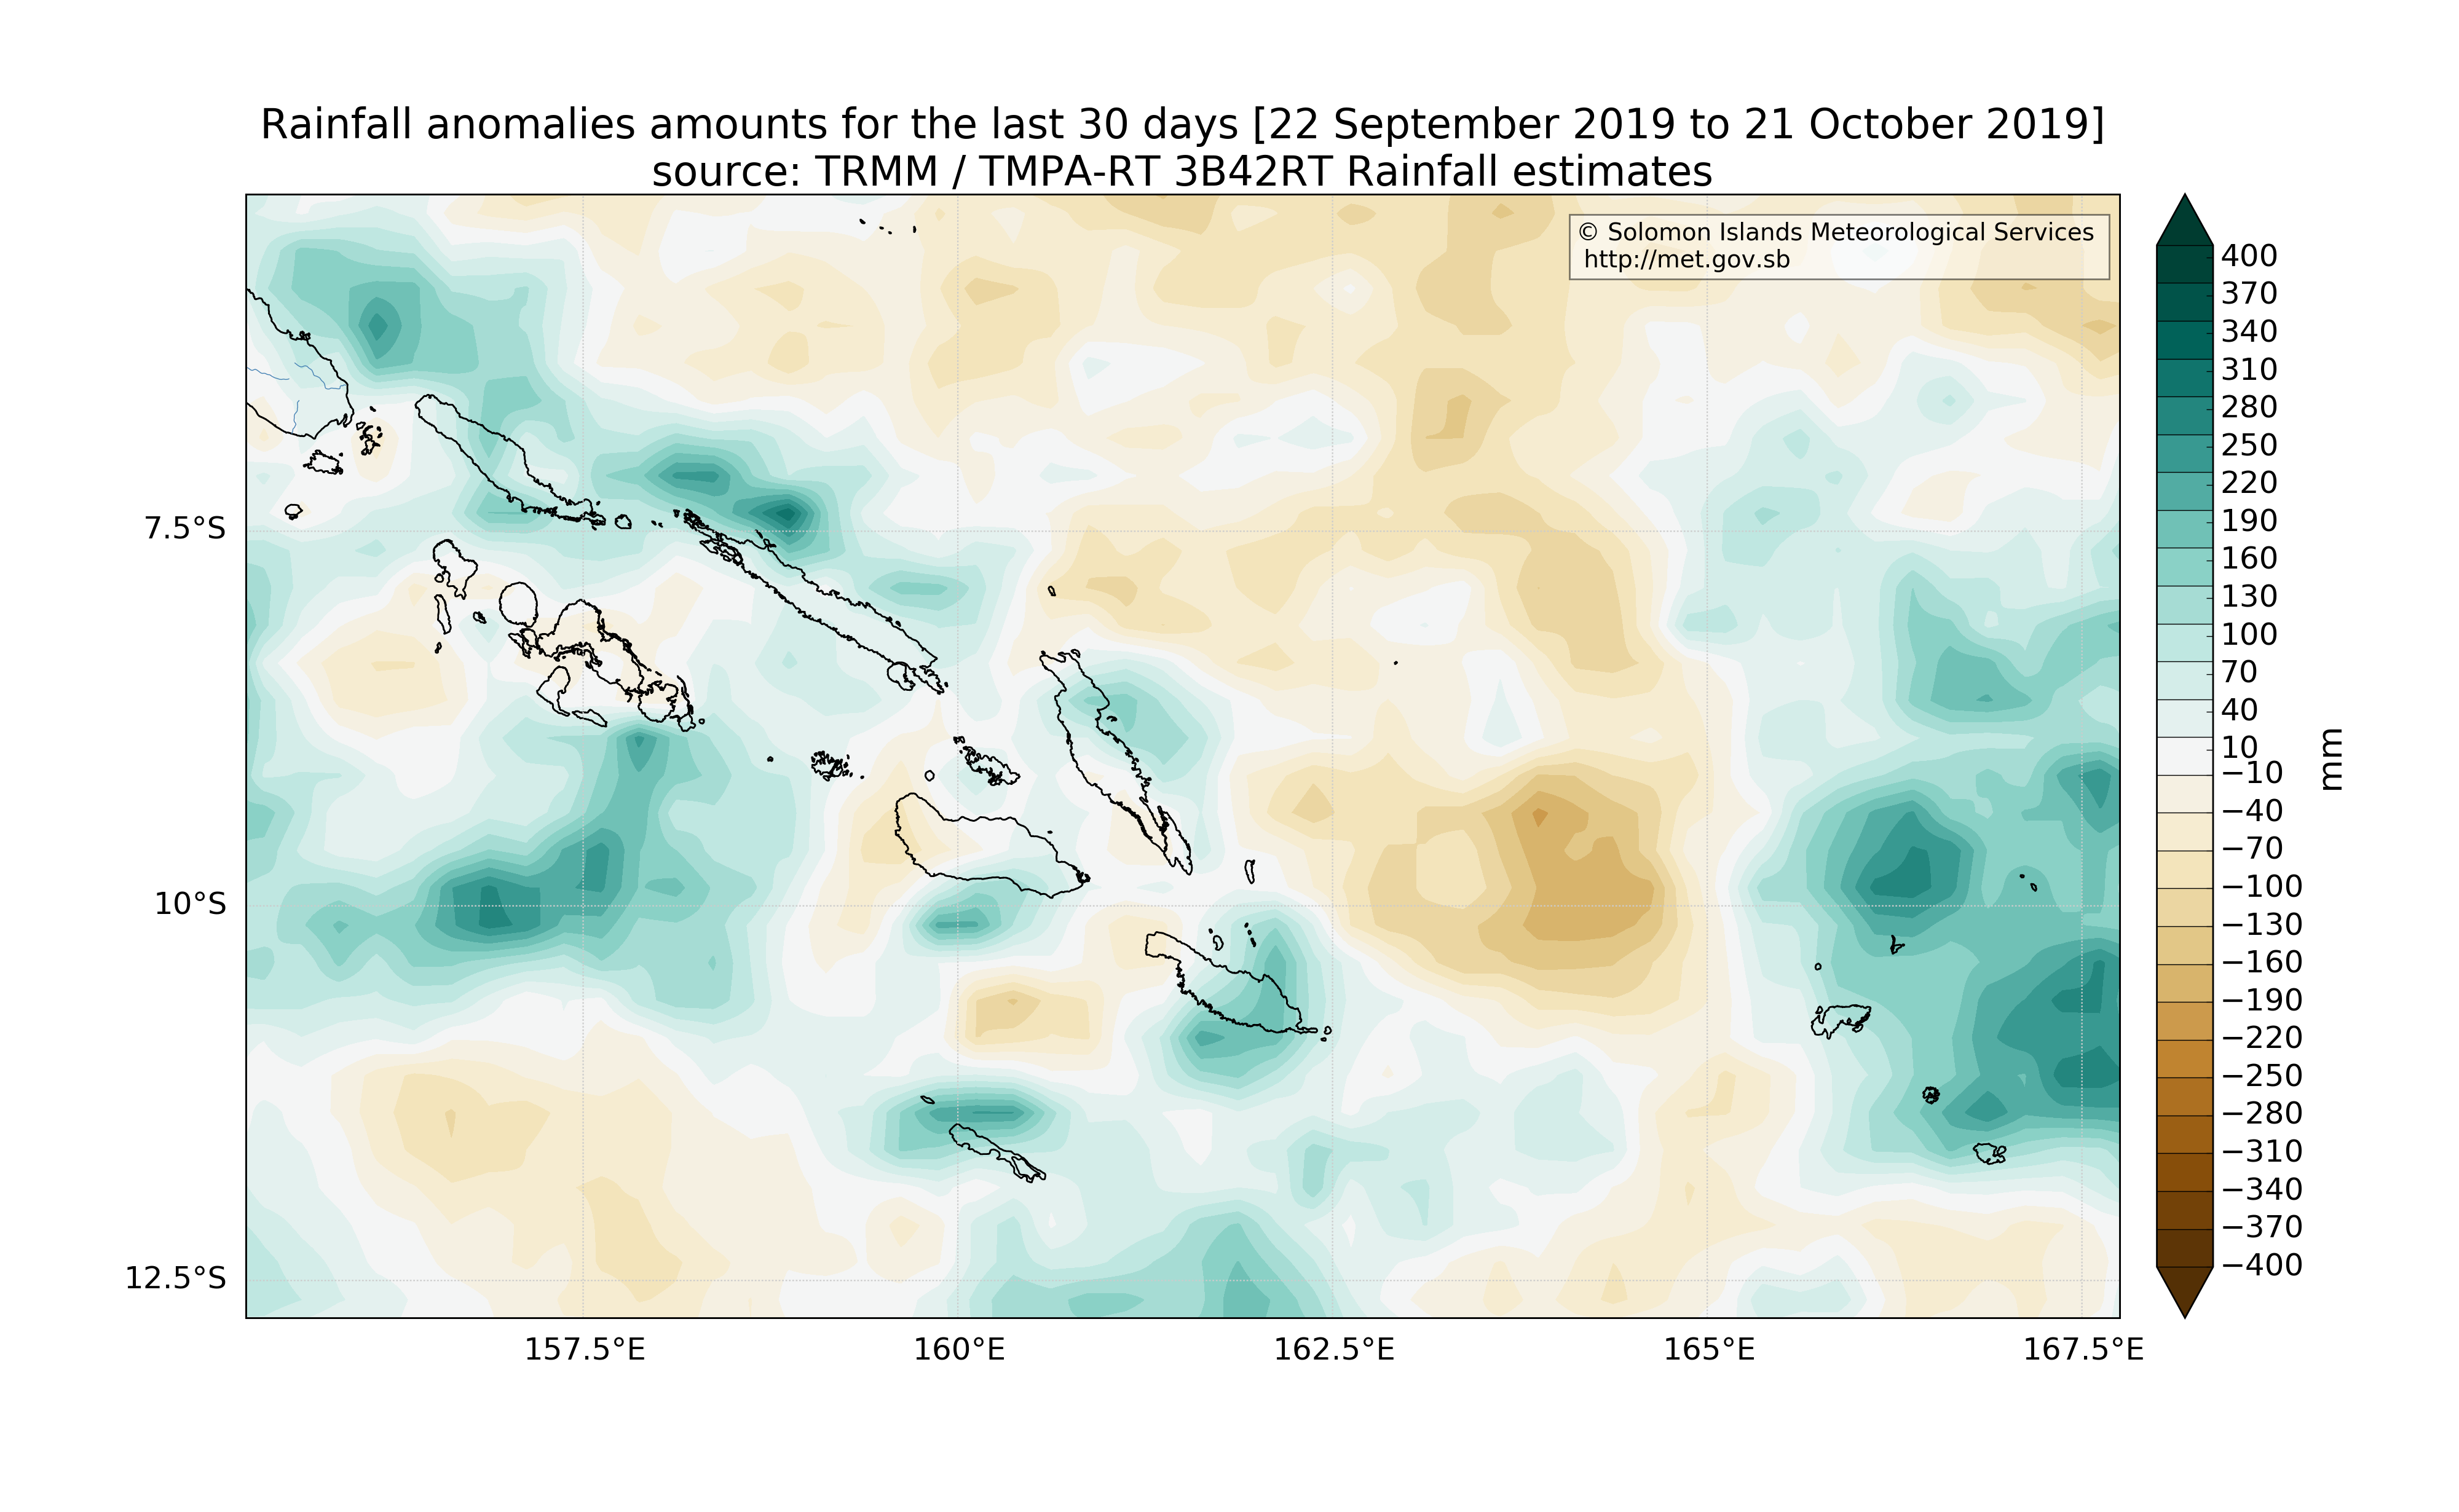 Rainfall anomalies amounts for the last 30 days [22 September 2019 to 21 October 2019]
source: TRMM / TMPA-RT 3B42RT Rainfall estimates
© Solomon Islands Meteorological Services
http://met.gov.sb
7.5°S
10°S
12.5°S
157.5°E
160°E
162.5°E
165°E
167.5°E
400
370
340
310
280
250
220
190
160
130
100
70
40
10
−10
−40
−70
−100
−130
−160
−190
−220
−250
−280
−310
−340
−370
−400
mm